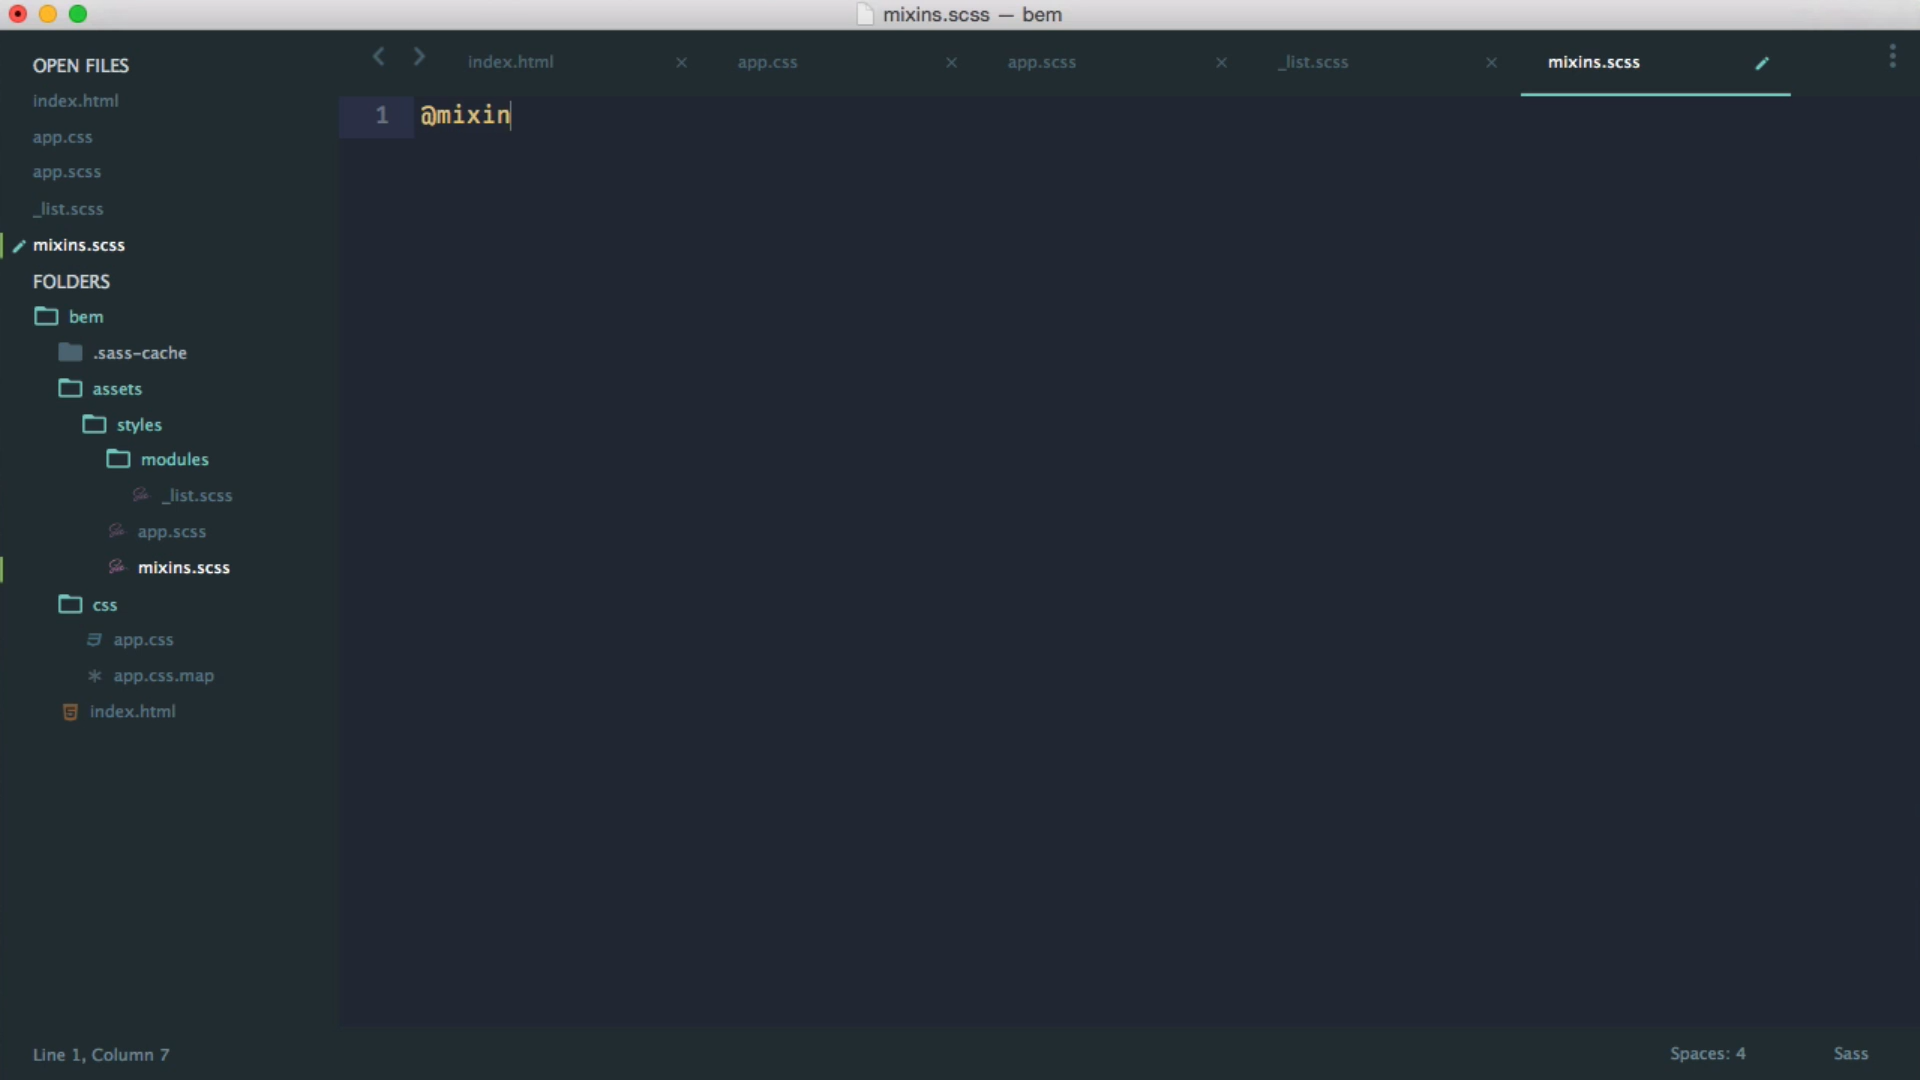 mixins.scss — bem
OPEN FILES
index.html
app.css
app.scss
_list.scss
mixins.scss
FOLDERS
bem
.sass-cache
assets
styles
modules
_list.scss
app.scss
mixins.scss
css
app.css
app.css.map
index.html
index.html app.css app.scss _list.scss mixins.scss
1 @mixin
Line 1, Column 7 Spaces: 4 Sass